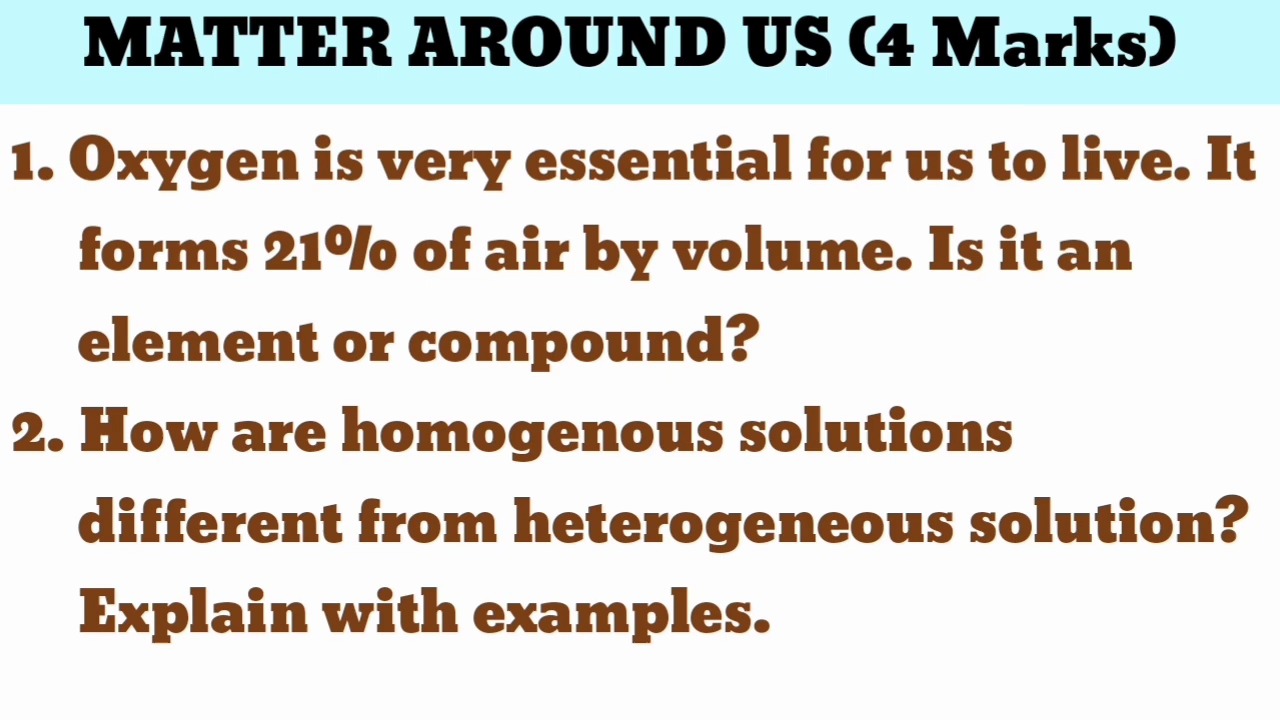 MATTER AROUND US (4 Marks)
1. Oxygen is very essential for us to live. It
forms 21% of air by volume. Is it an
element or compound?
2. How are homogenous solutions
different from heterogeneous solution?
Explain with examples.